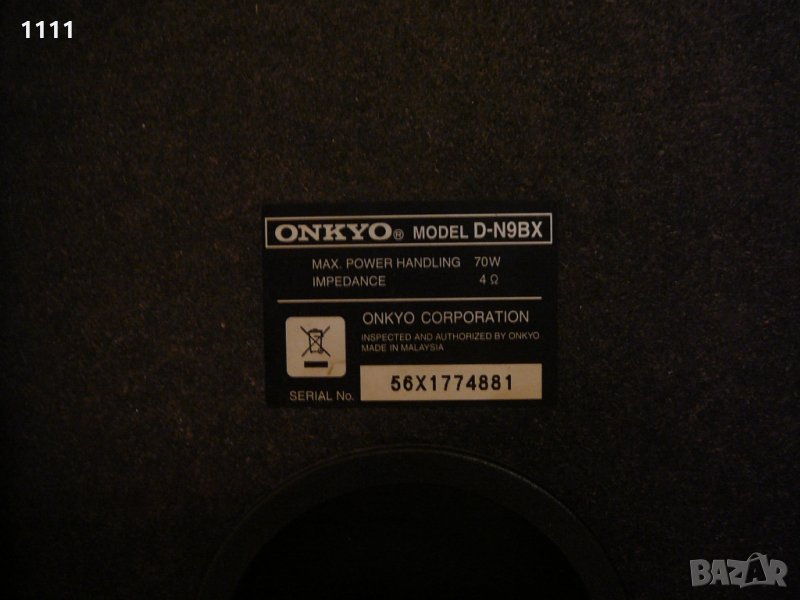 1111
ONKYO® MODEL D-N9BX
MAX. POWER HANDLING 70W
IMPEDANCE 4 Ω
ONKYO CORPORATION
INSPECTED AND AUTHORIZED BY ONKYO
MADE IN MALAYSIA
SERIAL No. 56X1774881
BAZAR